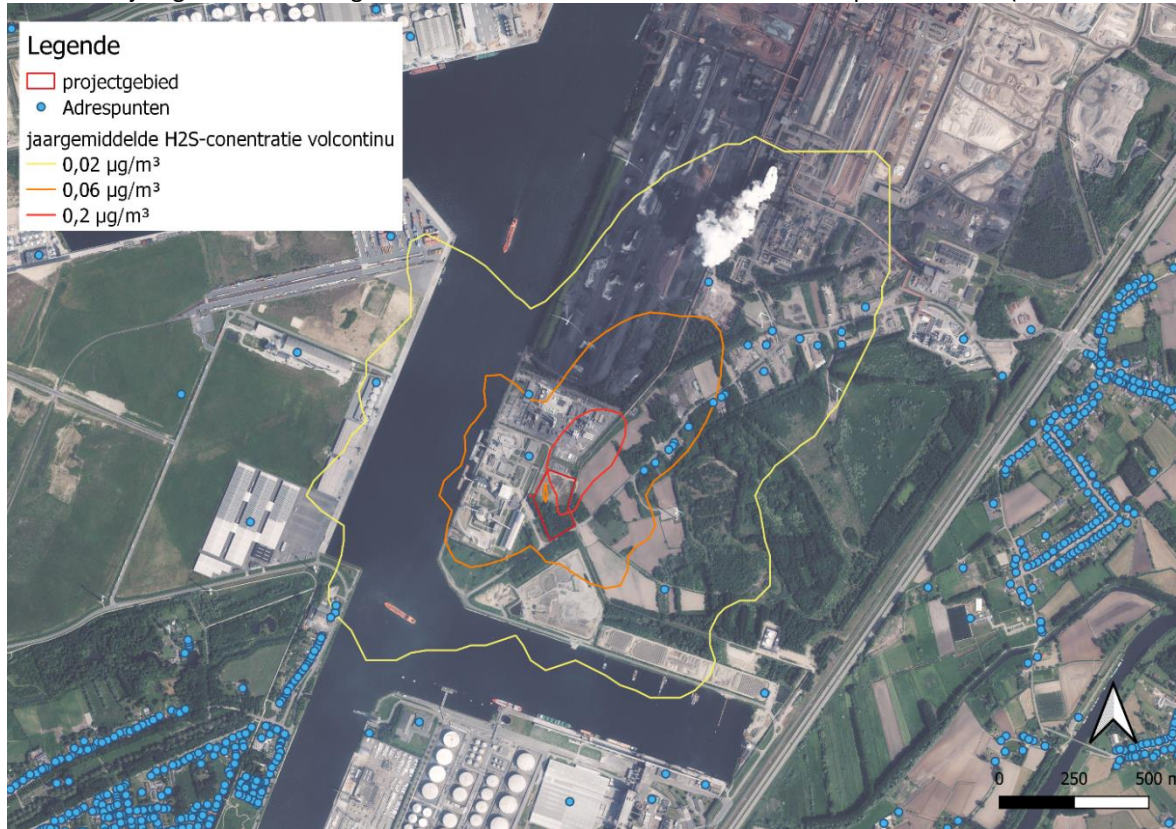 Legende
projectgebied
Adrespunten
jaargemiddelde H2S-conentratie volcontinu
0,02 µg/m³
0,06 µg/m³
0,2 µg/m³
0 250 500 m